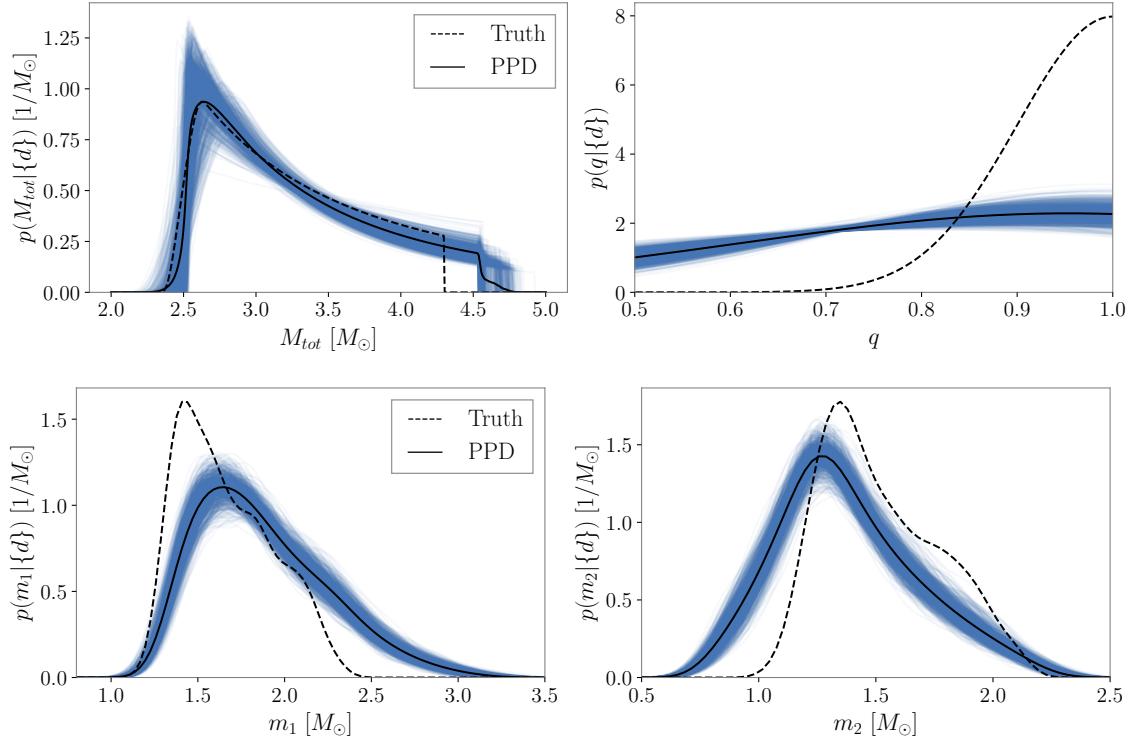 p(M_{tot}|{d}) [1/M_⊙]
1.25
1.00
0.75
0.50
0.25
0.00
2.0 2.5 3.0 3.5 4.0 4.5 5.0
M_{tot} [M_⊙]
Truth
PPD
p(q|{d})
8
6
4
2
0
0.5 0.6 0.7 0.8 0.9 1.0
q
p(m_1|{d}) [1/M_⊙]
1.5
1.0
0.5
0.0
1.0 1.5 2.0 2.5 3.0 3.5
m_1 [M_⊙]
Truth
PPD
p(m_2|{d}) [1/M_⊙]
1.5
1.0
0.5
0.0
0.5 1.0 1.5 2.0 2.5
m_2 [M_⊙]